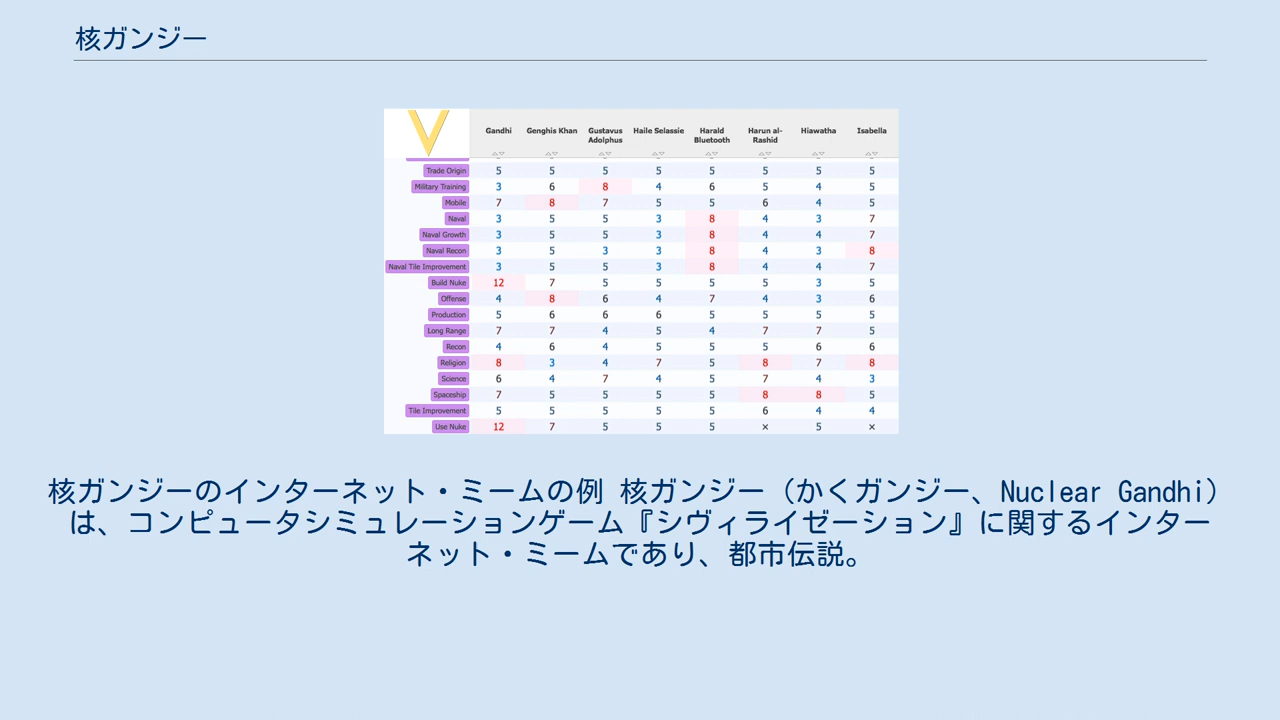 核ガンジー
Gandhi Genghis Khan Gustavus Adolphus Haile Selassie Harald Bluetooth Harun al-Rashid Hiawatha Isabella
Trade Origin 5 5 5 5 5 5 5 5
Military Training 3 6 8 4 6 5 4 5
Mobile 7 8 7 5 5 6 4 5
Naval 3 5 5 3 8 4 3 7
Naval Growth 3 5 5 3 8 4 4 7
Naval Recon 3 5 3 3 8 4 3 8
Naval Tile Improvement 3 5 5 3 8 4 4 7
Build Nuke 12 7 5 5 5 5 3 5
Offense 4 8 6 4 7 4 3 6
Production 5 6 6 6 5 5 5 5
Long Range 7 7 4 5 4 7 7 5
Recon 4 6 4 5 5 5 6 6
Religion 8 3 4 7 5 8 7 8
Science 6 4 7 4 5 7 4 3
Spaceship 7 5 5 5 5 8 8 5
Tile Improvement 5 5 5 5 5 6 4 4
Use Nuke 12 7 5 5 5 × 5 ×
核ガンジーのインターネット・ミームの例 核ガンジー（かくガンジー、Nuclear Gandhi）
は、コンピュータシミュレーションゲーム『シヴィライゼーション』に関するインター
ネット・ミームであり、都市伝説。